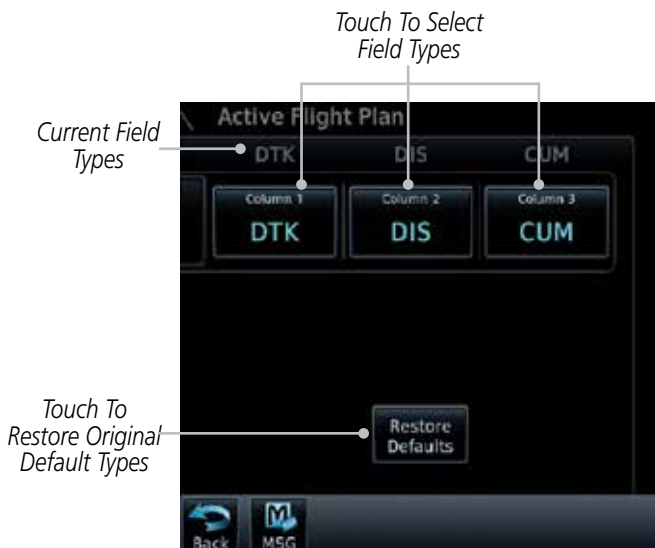 Touch To Select
Field Types
Current Field
Types
Active Flight Plan
DTK DIS CUM
Column 1 Column 2 Column 3
DTK DIS CUM
Touch To
Restore Original
Default Types
Restore
Defaults
Back MSG